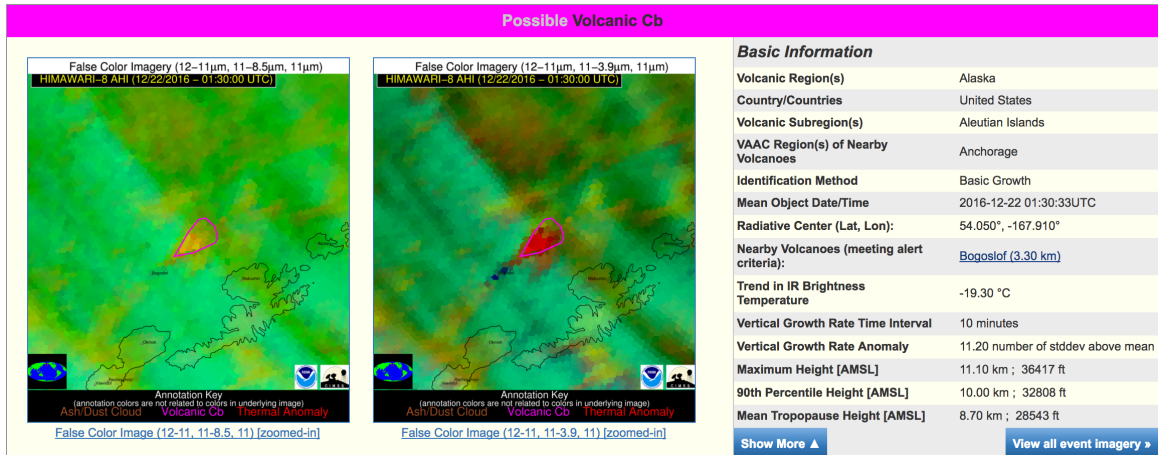 Possible Volcanic Cb
False Color Imagery (12–11µm, 11–8.5µm, 11µm)
HIMAWARI–8 AHI (12/22/2016 – 01:30:00 UTC)
Bogoslof
Makushin
Okmok
Annotation Key
(annotation colors are not related to colors in underlying image)
Ash/Dust Cloud Volcanic Cb Thermal Anomaly
False Color Image (12-11, 11-8.5, 11) [zoomed-in]
False Color Imagery (12–11µm, 11–3.9µm, 11µm)
HIMAWARI–8 AHI (12/22/2016 – 01:30:00 UTC)
Bogoslof
Makushin
Okmok
Annotation Key
(annotation colors are not related to colors in underlying image)
Ash/Dust Cloud Volcanic Cb Thermal Anomaly
False Color Image (12-11, 11-3.9, 11) [zoomed-in]
Basic Information
Volcanic Region(s) Alaska
Country/Countries United States
Volcanic Subregion(s) Aleutian Islands
VAAC Region(s) of Nearby
Volcanoes Anchorage
Identification Method Basic Growth
Mean Object Date/Time 2016-12-22 01:30:33UTC
Radiative Center (Lat, Lon): 54.050°, -167.910°
Nearby Volcanoes (meeting alert
criteria): Bogoslof (3.30 km)
Trend in IR Brightness
Temperature -19.30 °C
Vertical Growth Rate Time Interval 10 minutes
Vertical Growth Rate Anomaly 11.20 number of stddev above mean
Maximum Height [AMSL] 11.10 km ; 36417 ft
90th Percentile Height [AMSL] 10.00 km ; 32808 ft
Mean Tropopause Height [AMSL] 8.70 km ; 28543 ft
Show More ▲
View all event imagery »